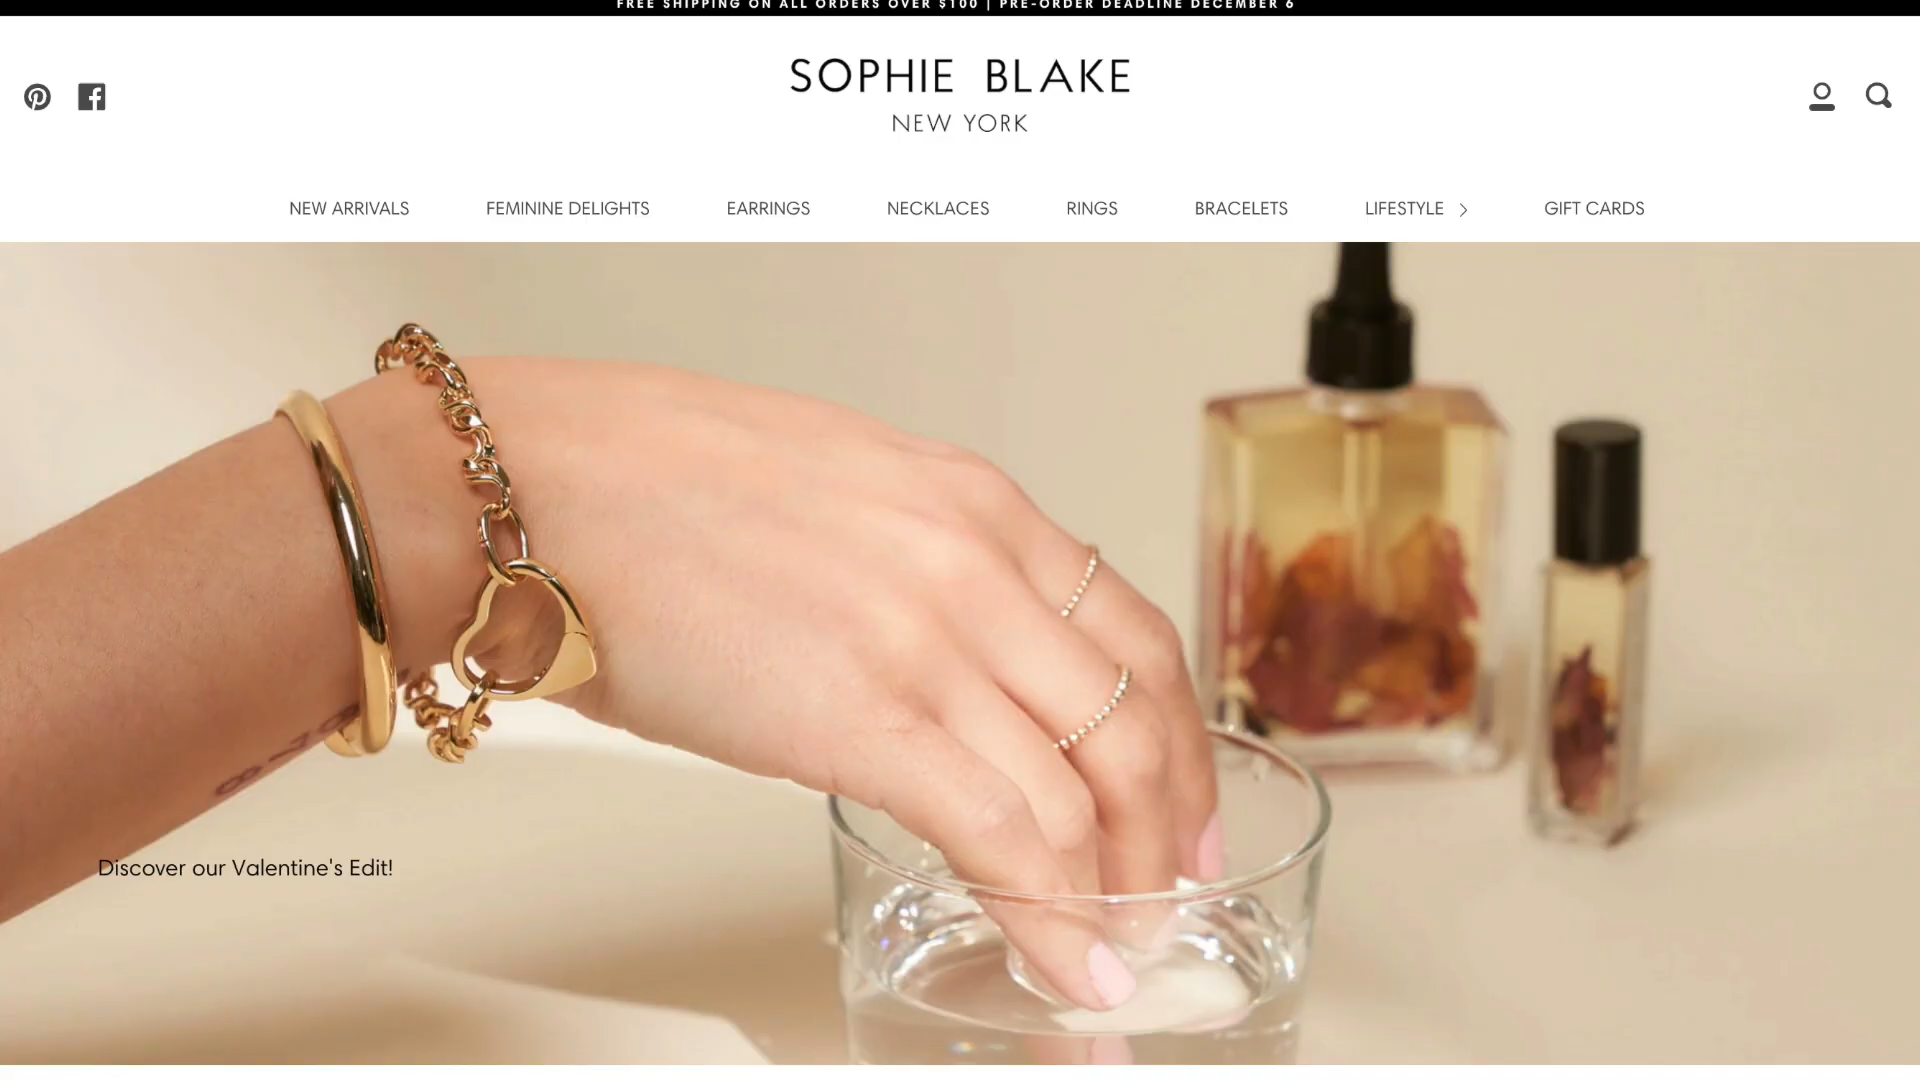 FREE SHIPPING ON ALL ORDERS OVER $100 | PRE-ORDER DEADLINE DECEMBER 6
SOPHIE BLAKE
NEW YORK
NEW ARRIVALS FEMININE DELIGHTS EARRINGS NECKLACES RINGS BRACELETS LIFESTYLE GIFT CARDS
Discover our Valentine's Edit!